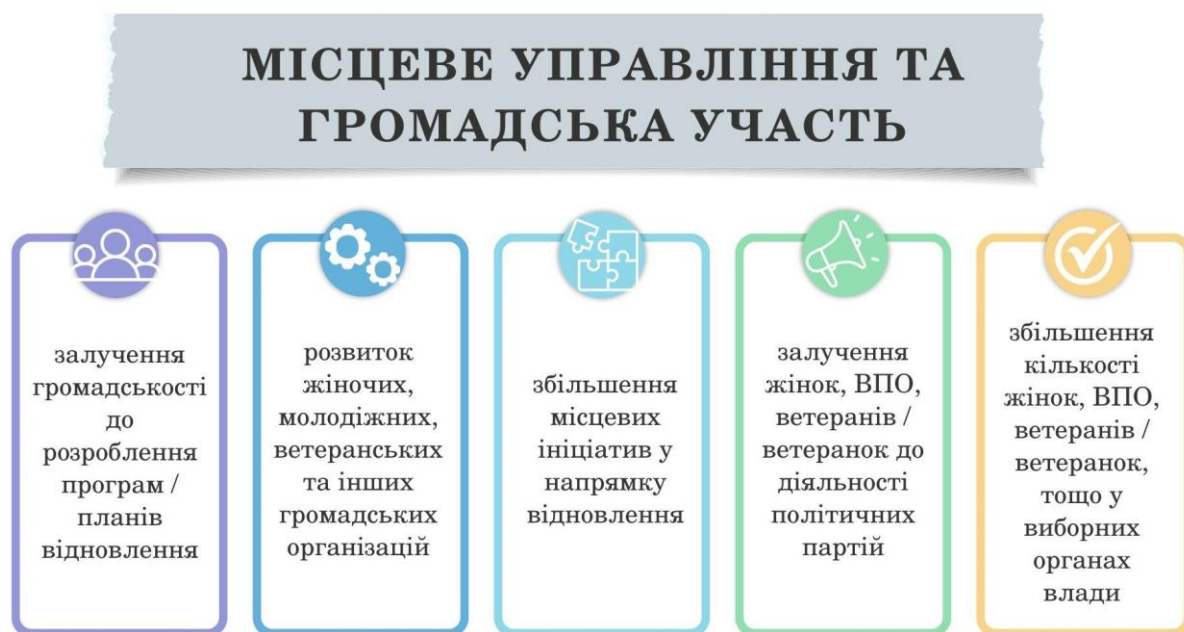 МІСЦЕВЕ УПРАВЛІННЯ ТА
ГРОМАДСЬКА УЧАСТЬ
залучення
громадськості
до
розроблення
програм /
планів
відновлення
розвиток
жіночих,
молодіжних,
ветеранських
та інших
громадських
організацій
збільшення
місцевих
ініціатив у
напрямку
відновлення
залучення
жінок, ВПО,
ветеранів /
ветеранок до
діяльності
політичних
партій
збільшення
кількості
жінок, ВПО,
ветеранів /
ветеранок,
тощо у
виборних
органах
влади